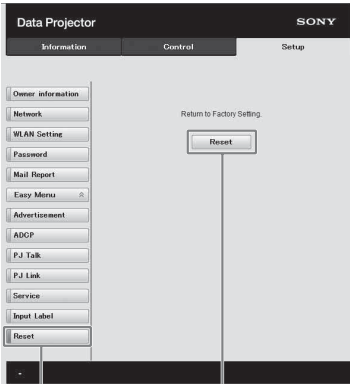 Data Projector
SONY
Information
Control
Setup
Owner information
Network
WLAN Setting
Password
Mail Report
Easy Menu
Advertisement
ADCP
PJ Talk
PJ Link
Service
Input Label
Reset
Return to Factory Setting.
Reset